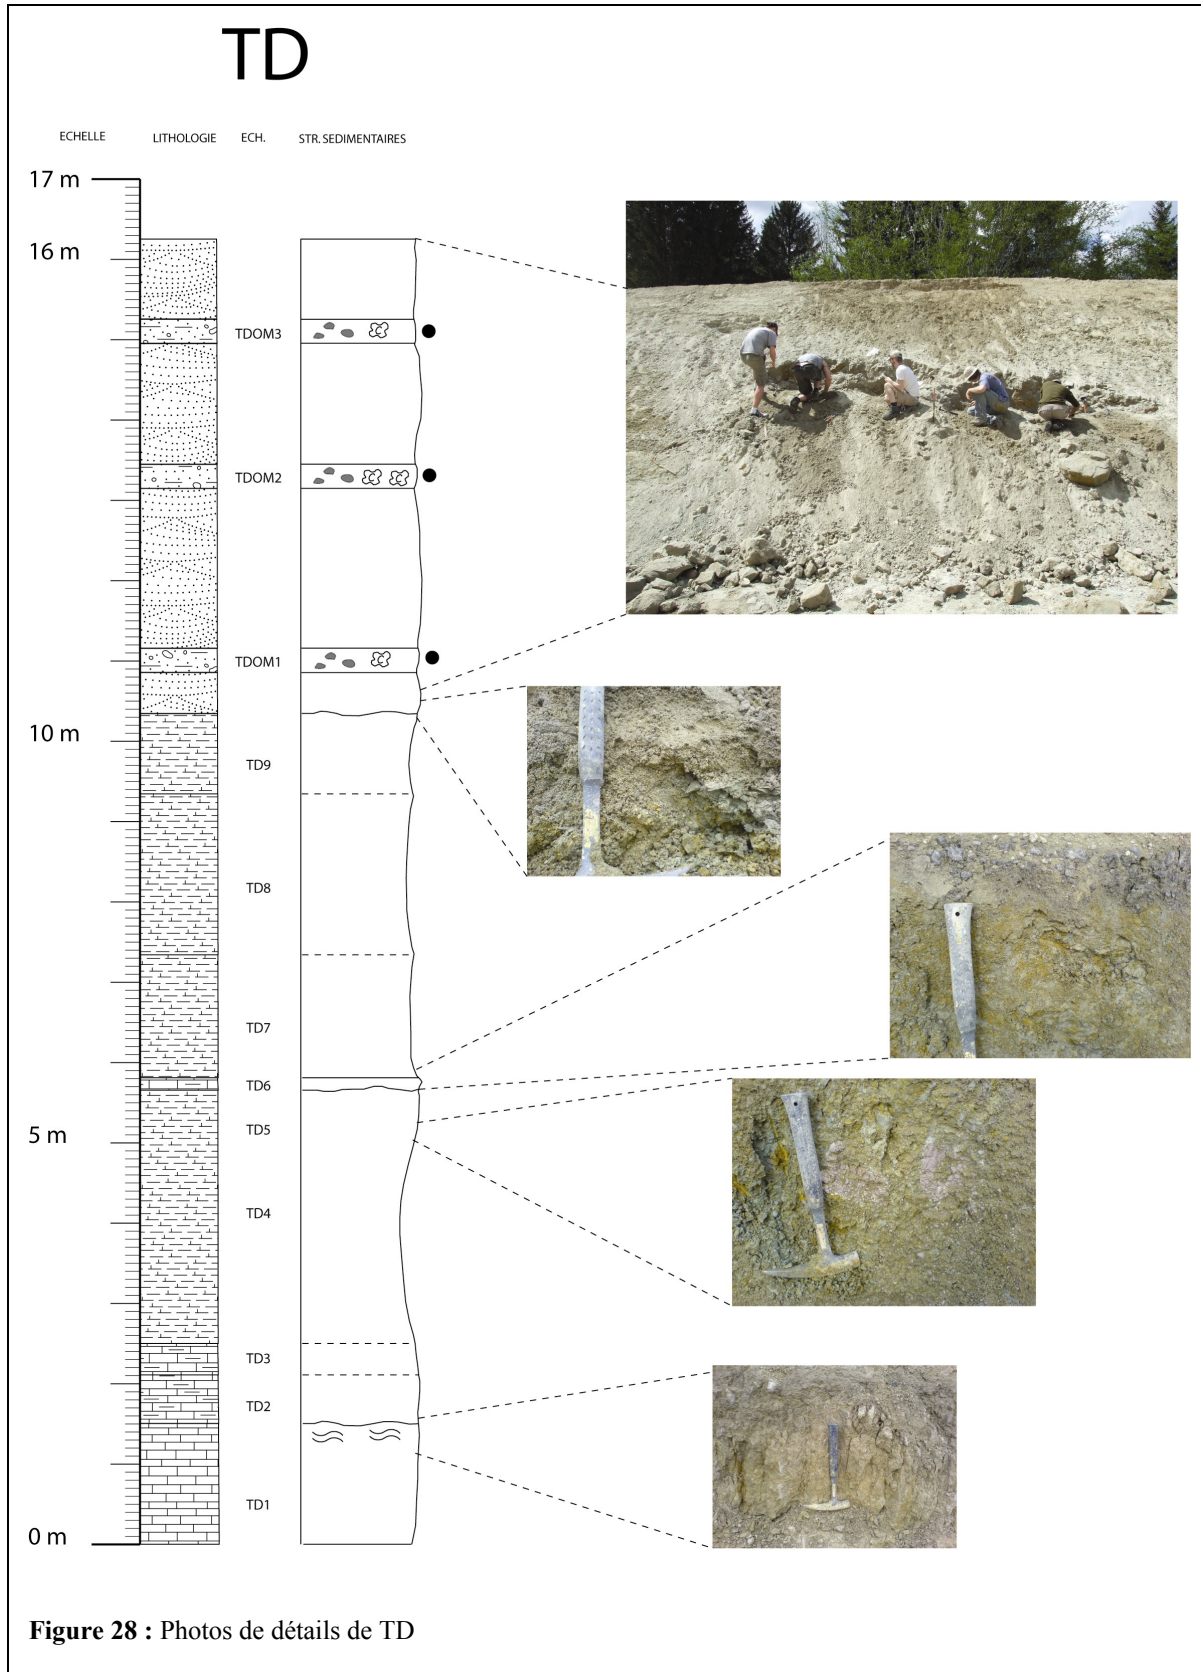 TD
ECHELLE LITHOLOGIE ECH. STR. SEDIMENTAIRES
17 m
16 m
TDOM3
TDOM2
TDOM1
10 m
TD9
TD8
TD7
TD6
5 m
TD5
TD4
TD3
TD2
TD1
0 m
Figure 28 : Photos de détails de TD